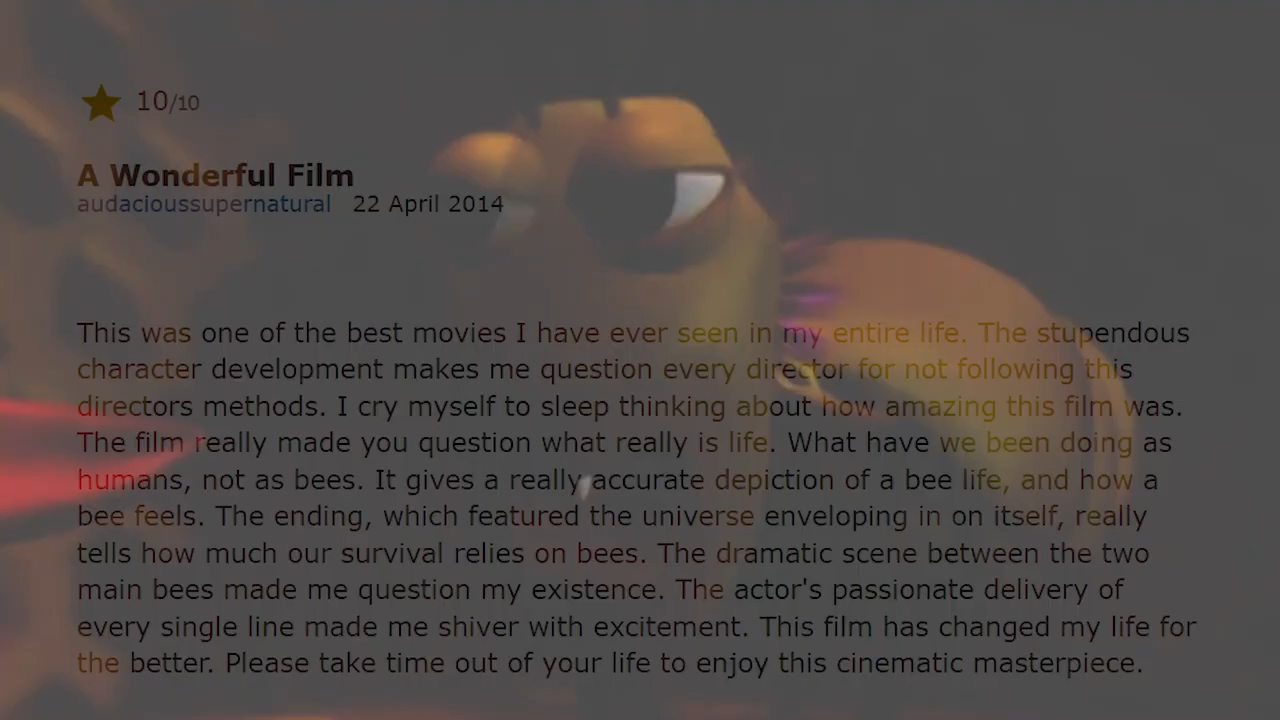 10/10
A Wonderful Film
audacioussupernatural 22 April 2014
This was one of the best movies I have ever seen in my entire life. The stupendous
character development makes me question every director for not following this
directors methods. I cry myself to sleep thinking about how amazing this film was.
The film really made you question what really is life. What have we been doing as
humans, not as bees. It gives a really accurate depiction of a bee life, and how a
bee feels. The ending, which featured the universe enveloping in on itself, really
tells how much our survival relies on bees. The dramatic scene between the two
main bees made me question my existence. The actor's passionate delivery of
every single line made me shiver with excitement. This film has changed my life for
the better. Please take time out of your life to enjoy this cinematic masterpiece.